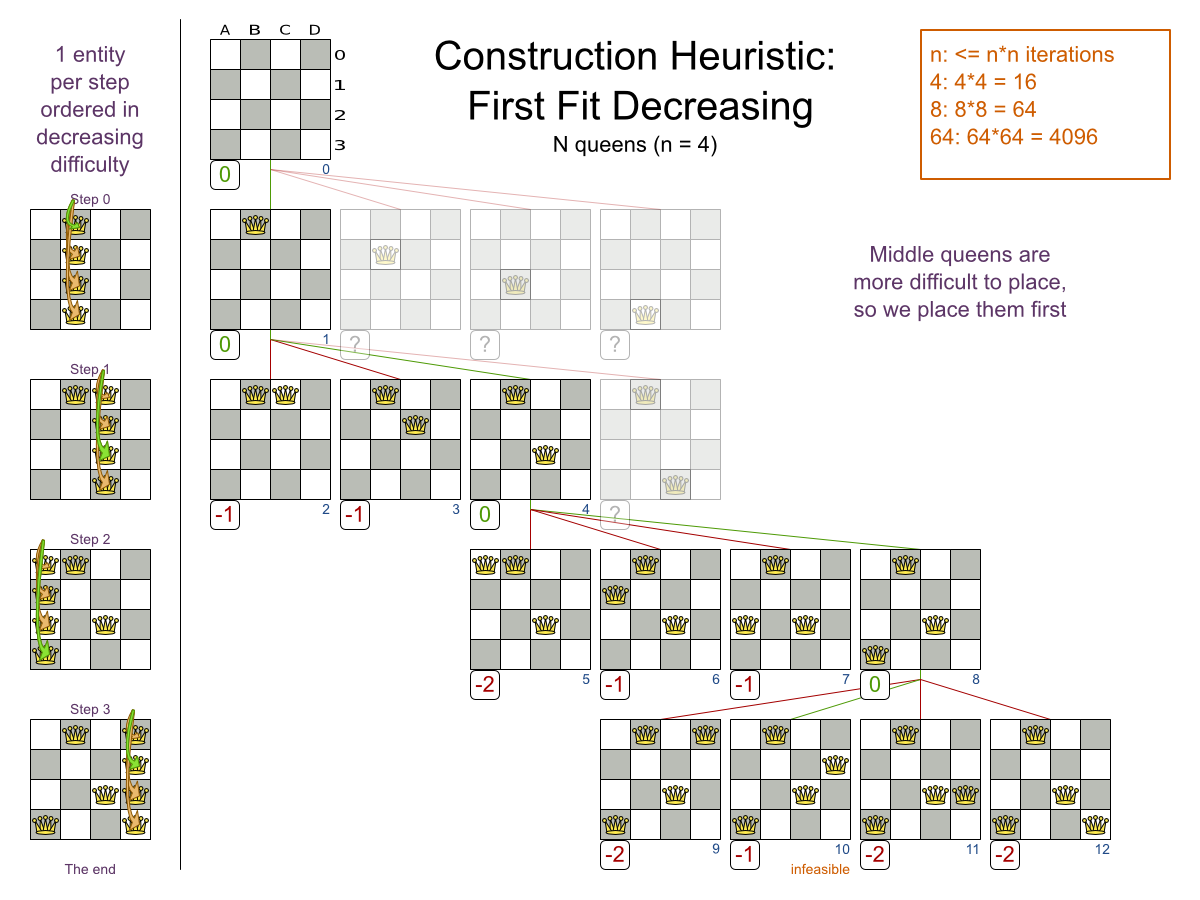 1 entity
per step
ordered in
decreasing
difficulty
A B C D
0
1
2
3
Construction Heuristic:
First Fit Decreasing
N queens (n = 4)
n: <= n*n iterations
4: 4*4 = 16
8: 8*8 = 64
64: 64*64 = 4096
0 0
Step 0
Middle queens are
more difficult to place,
so we place them first
0 1 ? ? ?
Step 1
-1 2 -1 3 0 4 ?
Step 2
-2 5 -1 6 -1 7 0 8
Step 3
-2 9 -1 10 -2 11 -2 12
The end
infeasible